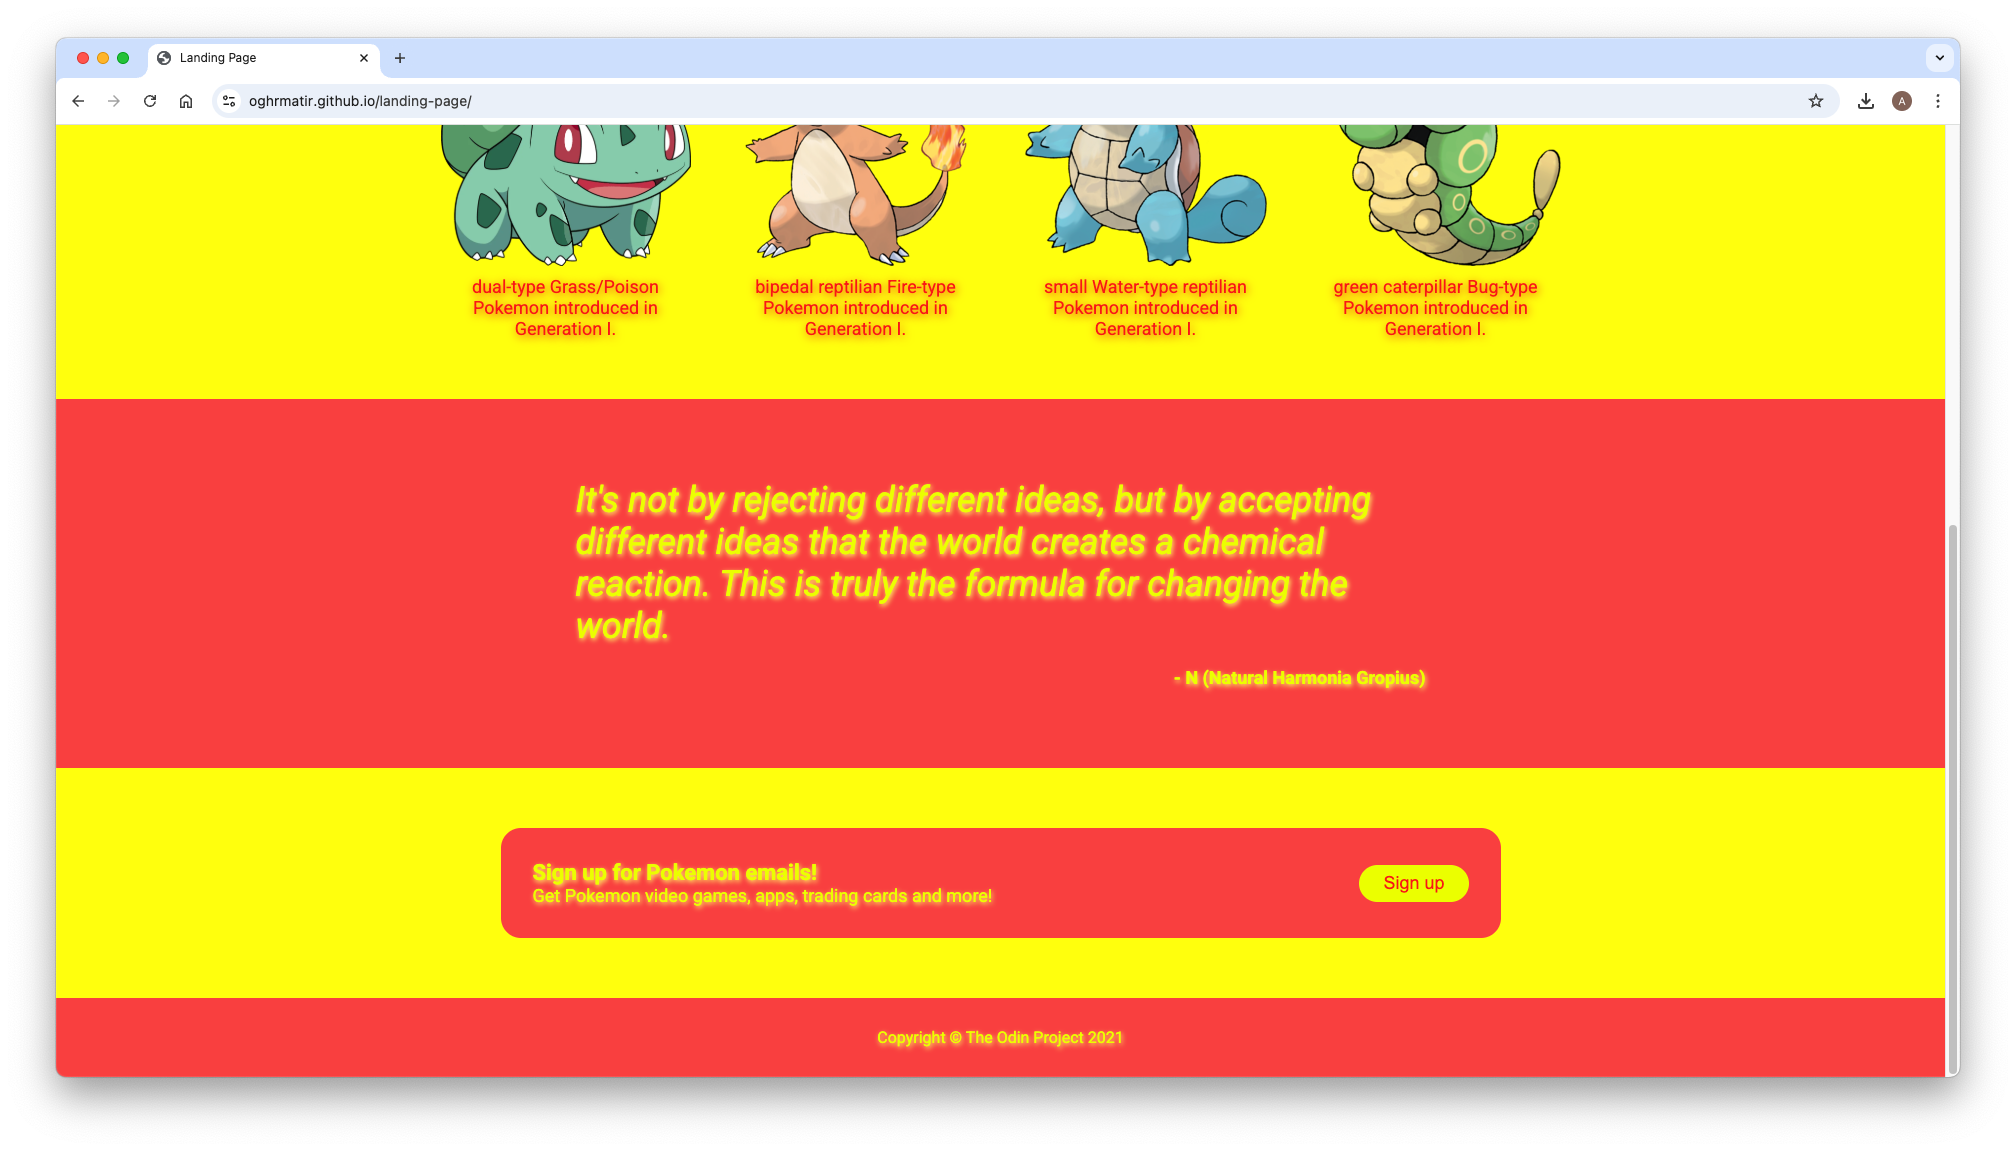 Landing Page
oghrmatir.github.io/landing-page/
A
dual-type Grass/Poison
Pokemon introduced in
Generation I.
bipedal reptilian Fire-type
Pokemon introduced in
Generation I.
small Water-type reptilian
Pokemon introduced in
Generation I.
green caterpillar Bug-type
Pokemon introduced in
Generation I.
It's not by rejecting different ideas, but by accepting
different ideas that the world creates a chemical
reaction. This is truly the formula for changing the
world.
- N (Natural Harmonia Gropius)
Sign up for Pokemon emails!
Get Pokemon video games, apps, trading cards and more!
Sign up
Copyright © The Odin Project 2021